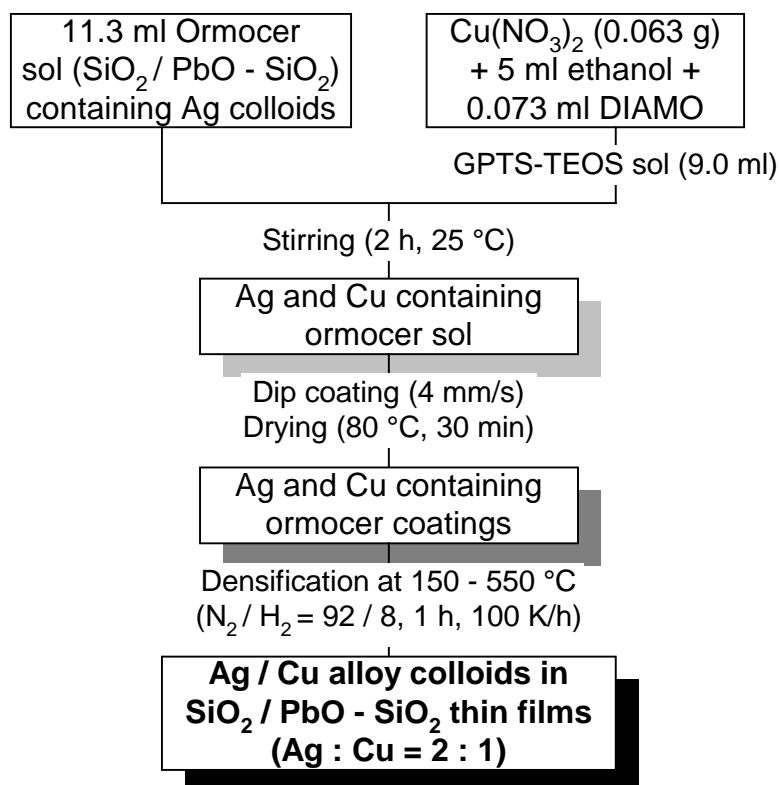 11.3 ml Ormocer
sol (SiO₂ / PbO - SiO₂)
containing Ag colloids
Cu(NO₃)₂ (0.063 g)
+ 5 ml ethanol +
0.073 ml DIAMO
GPTS-TEOS sol (9.0 ml)
Stirring (2 h, 25 °C)
Ag and Cu containing
ormocer sol
Dip coating (4 mm/s)
Drying (80 °C, 30 min)
Ag and Cu containing
ormocer coatings
Densification at 150 - 550 °C
(N₂ / H₂ = 92 / 8, 1 h, 100 K/h)
Ag / Cu alloy colloids in
SiO₂ / PbO - SiO₂ thin films
(Ag : Cu = 2 : 1)